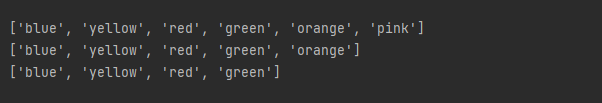 ['blue', 'yellow', 'red', 'green', 'orange', 'pink']
['blue', 'yellow', 'red', 'green', 'orange']
['blue', 'yellow', 'red', 'green']